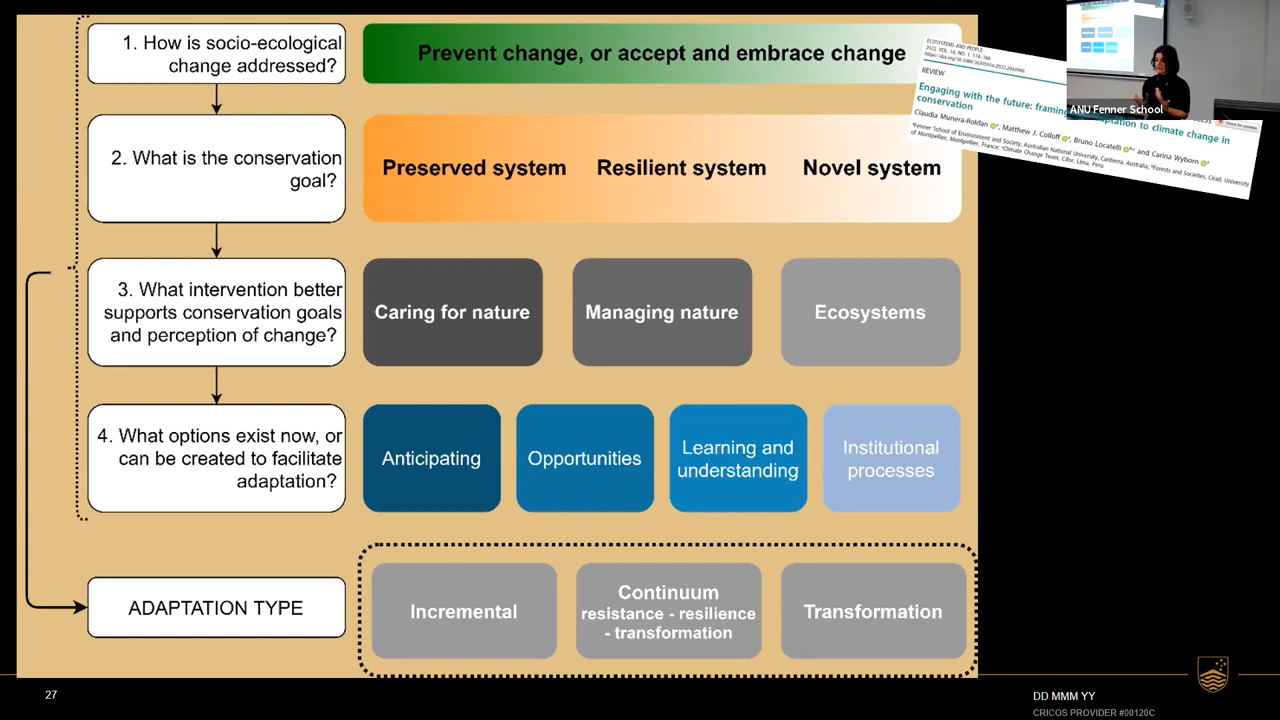 1. How is socio-ecological
change addressed?
Prevent change, or accept and embrace change
2. What is the conservation
goal?
Preserved system
Resilient system
Novel system
3. What intervention better
supports conservation goals
and perception of change?
Caring for nature
Managing nature
Ecosystems
4. What options exist now, or
can be created to facilitate
adaptation?
Anticipating
Opportunities
Learning and
understanding
Institutional
processes
ADAPTATION TYPE
Incremental
Continuum
resistance - resilience
- transformation
Transformation
ECOSYSTEMS AND PEOPLE
2022, VOL. 18, NO. 1, 174–188
REVIEW
Engaging with the future: framing
aptation to climate change in
conservation
Claudia Munera-Roldan, Matthew J. Colloff, Bruno Locatelli and Carina Wyborn
Fenner School of Environment and Society, Australian National University, Canberra, Australia; Forests and Societies, Cirad, University
of Montpellier, Montpellier, France; Climate Change Team, Cifor, Lima, Peru
ANU Fenner School
27
DD MMM YY
CRICOS PROVIDER #00120C